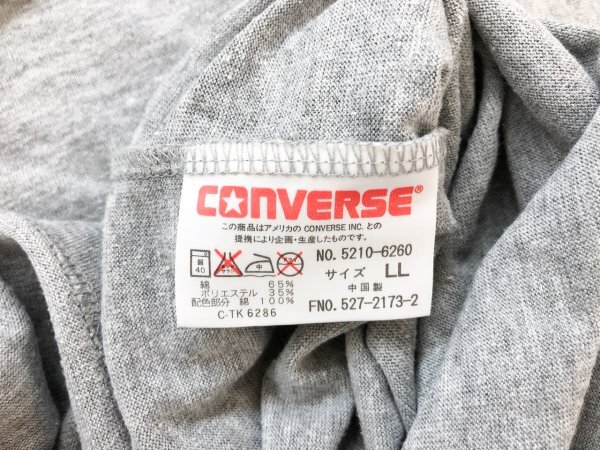 CONVERSE®
この商品はアメリカの CONVERSE INC. との
提携により企画・生産したものです。
弱
40
中
NO. 5210-6260
サイズ LL
中国製
FNO. 527-2173-2
綿 65%
ポリエステル 35%
配色部分 綿 100%
C-TK 6286